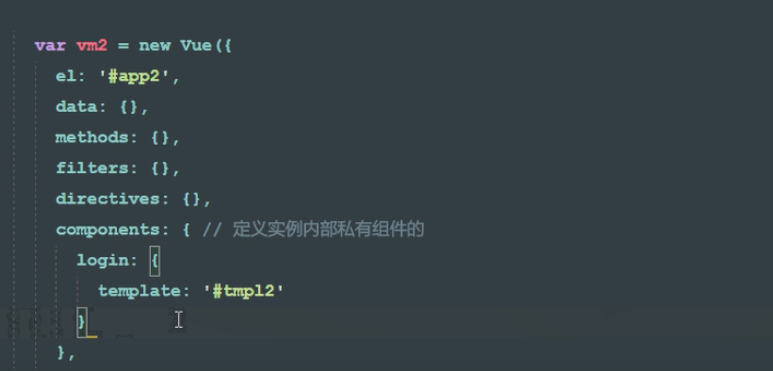 var vm2 = new Vue({
el: '#app2',
data: {},
methods: {},
filters: {},
directives: {},
components: { // 定义实例内部私有组件的
login: {
template: '#tmpl2'
}
},